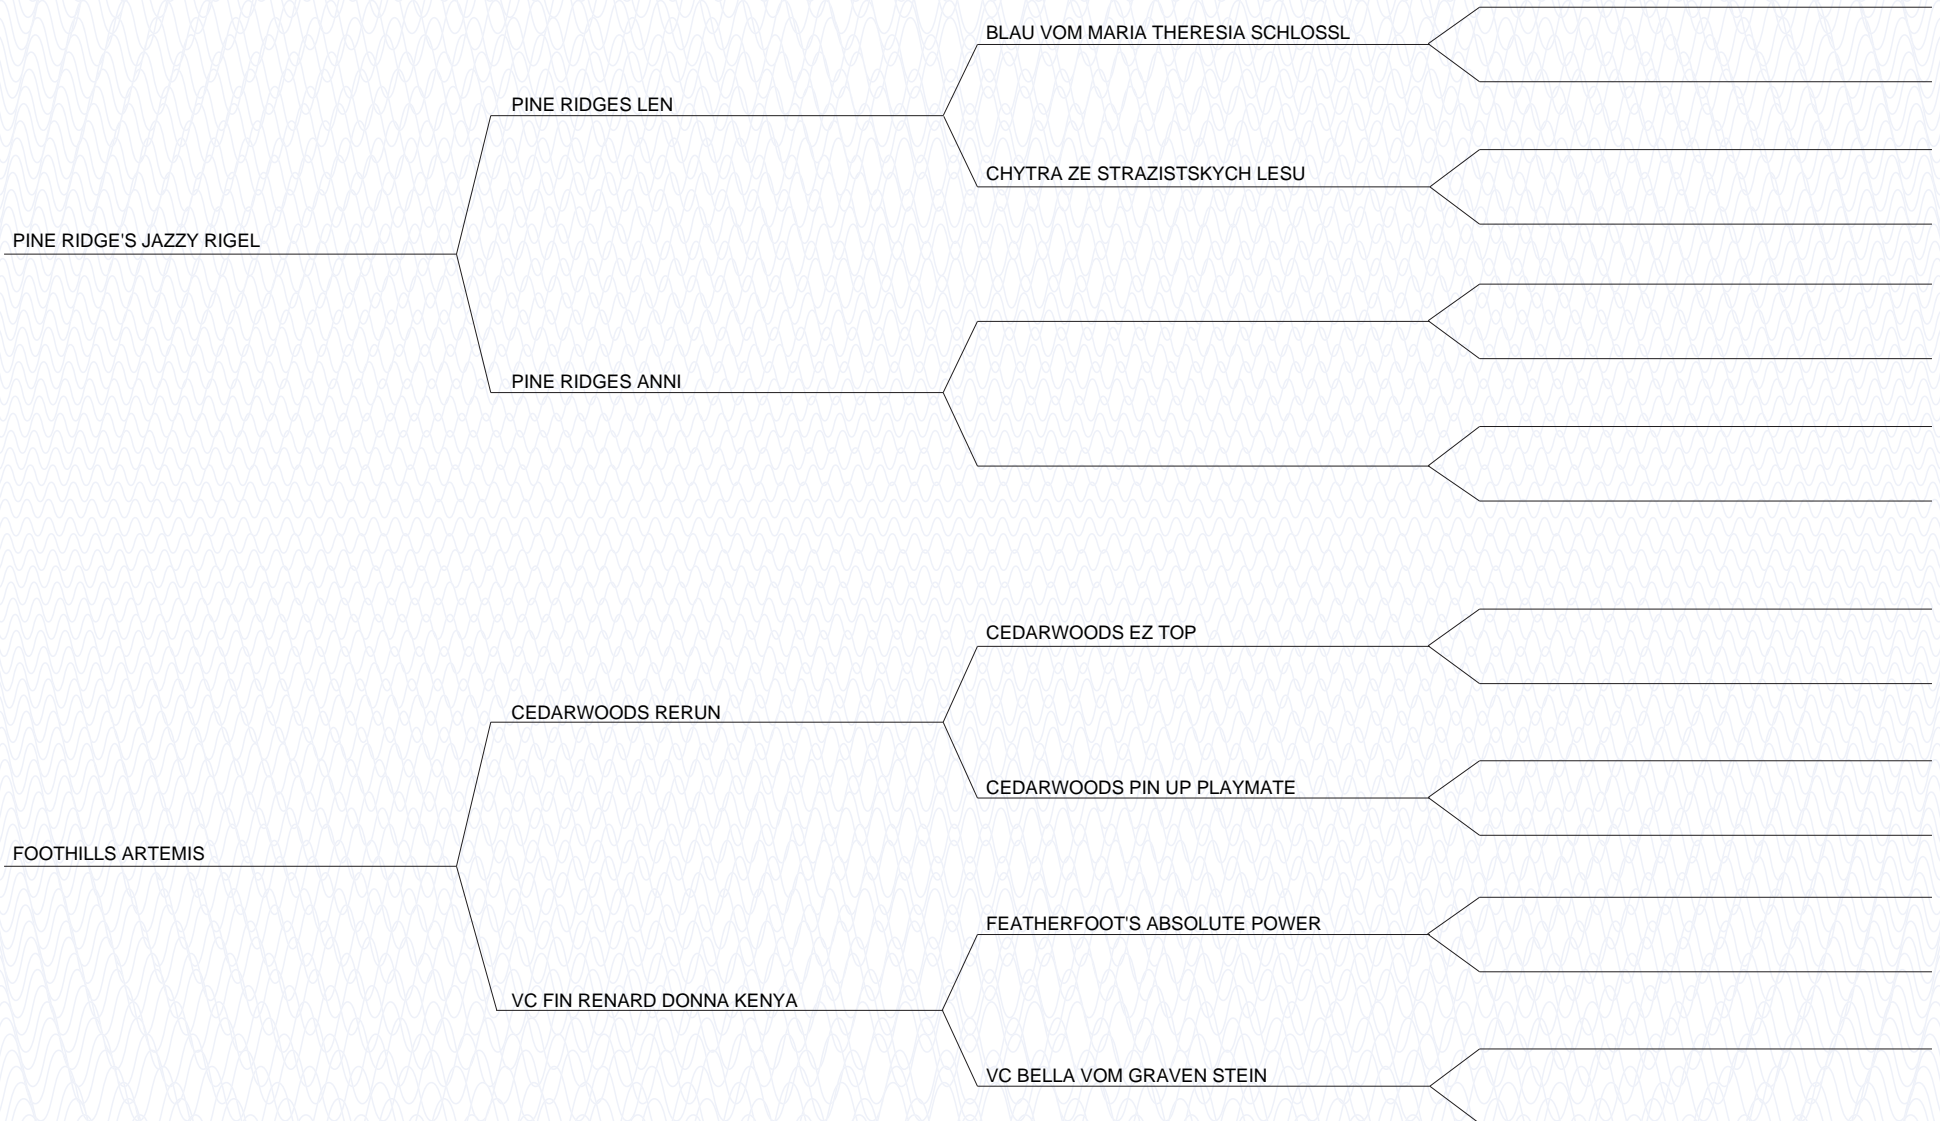 BLAU VOM MARIA THERESIA SCHLOSSL
PINE RIDGES LEN
CHYTRA ZE STRAZISTSKYCH LESU
PINE RIDGE'S JAZZY RIGEL
PINE RIDGES ANNI
CEDARWOODS EZ TOP
CEDARWOODS RERUN
CEDARWOODS PIN UP PLAYMATE
FOOTHILLS ARTEMIS
FEATHERFOOT'S ABSOLUTE POWER
VC FIN RENARD DONNA KENYA
VC BELLA VOM GRAVEN STEIN